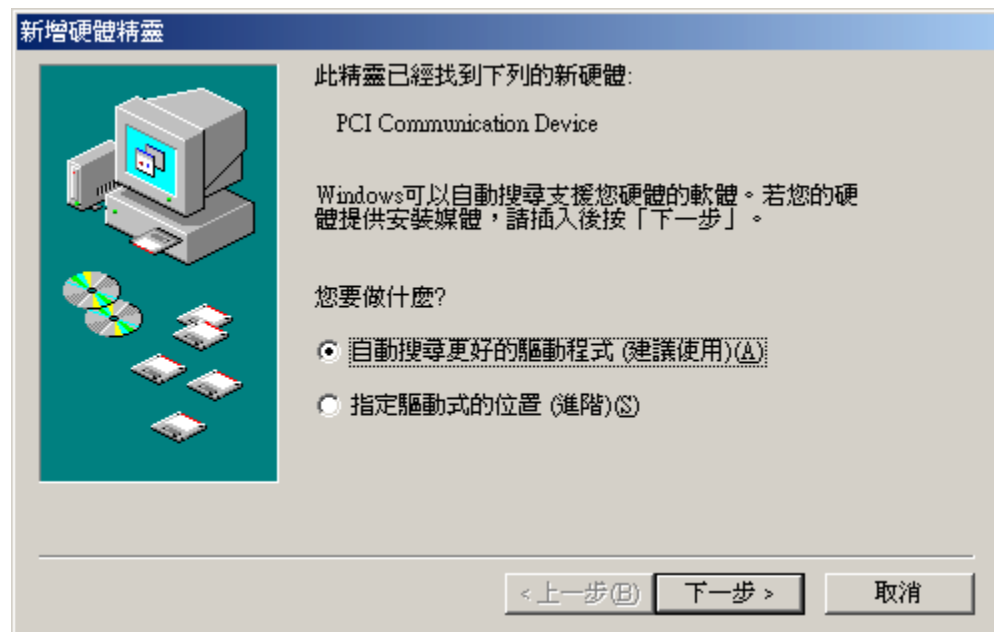 新增硬體精靈
此精靈已經找到下列的新硬體:
PCI Communication Device
Windows可以自動搜尋支援您硬體的軟體。若您的硬
體提供安裝媒體，請插入後按「下一步」。
您要做什麼?
自動搜尋更好的驅動程式 (建議使用)(A)
指定驅動式的位置 (進階)(S)
<上一步(B)
下一步 >
取消